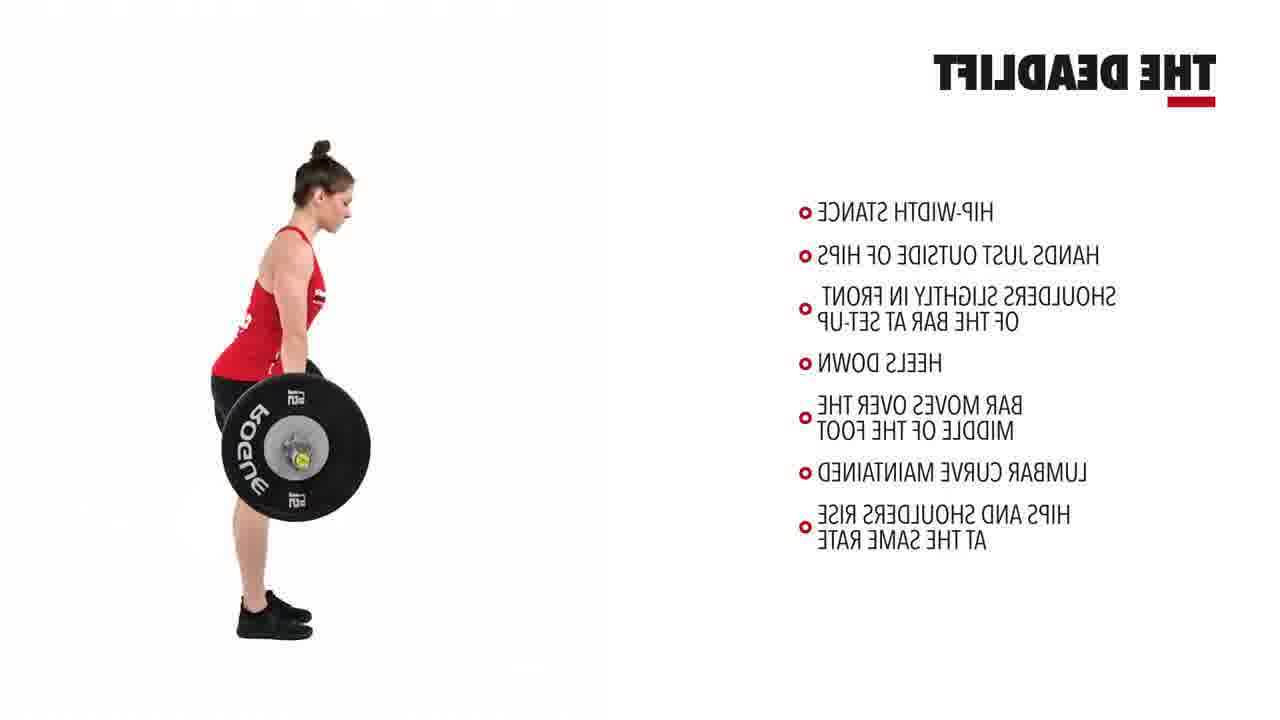 THE DEADLIFT
HIP-WIDTH STANCE
HANDS JUST OUTSIDE OF HIPS
SHOULDERS SLIGHTLY IN FRONT
OF THE BAR AT SET-UP
HEELS DOWN
BAR MOVES OVER THE
MIDDLE OF THE FOOT
LUMBAR CURVE MAINTAINED
HIPS AND SHOULDERS RISE
AT THE SAME RATE
ROGUE